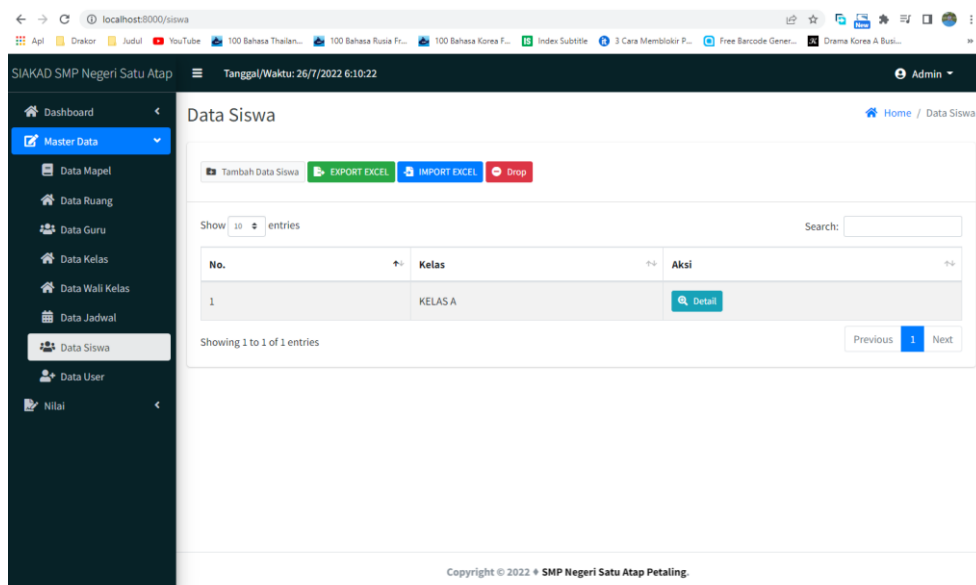 localhost:8000/siswa
Apl Drakor Judul YouTube 100 Bahasa Thailan... 100 Bahasa Rusia Fr... 100 Bahasa Korea F... Index Subtitle 3 Cara Memblokir P... Free Barcode Gener... Drama Korea A Busi... »
SIAKAD SMP Negeri Satu Atap Tanggal/Waktu: 26/7/2022 6:10:22 Admin
Dashboard
Master Data
Data Mapel
Data Ruang
Data Guru
Data Kelas
Data Wali Kelas
Data Jadwal
Data Siswa
Data User
Nilai
Data Siswa
Home / Data Siswa
Tambah Data Siswa EXPORT EXCEL IMPORT EXCEL Drop
Show 10 entries Search:
No. Kelas Aksi
1 KELAS A Detail
Showing 1 to 1 of 1 entries Previous 1 Next
Copyright © 2022 SMP Negeri Satu Atap Petaling.